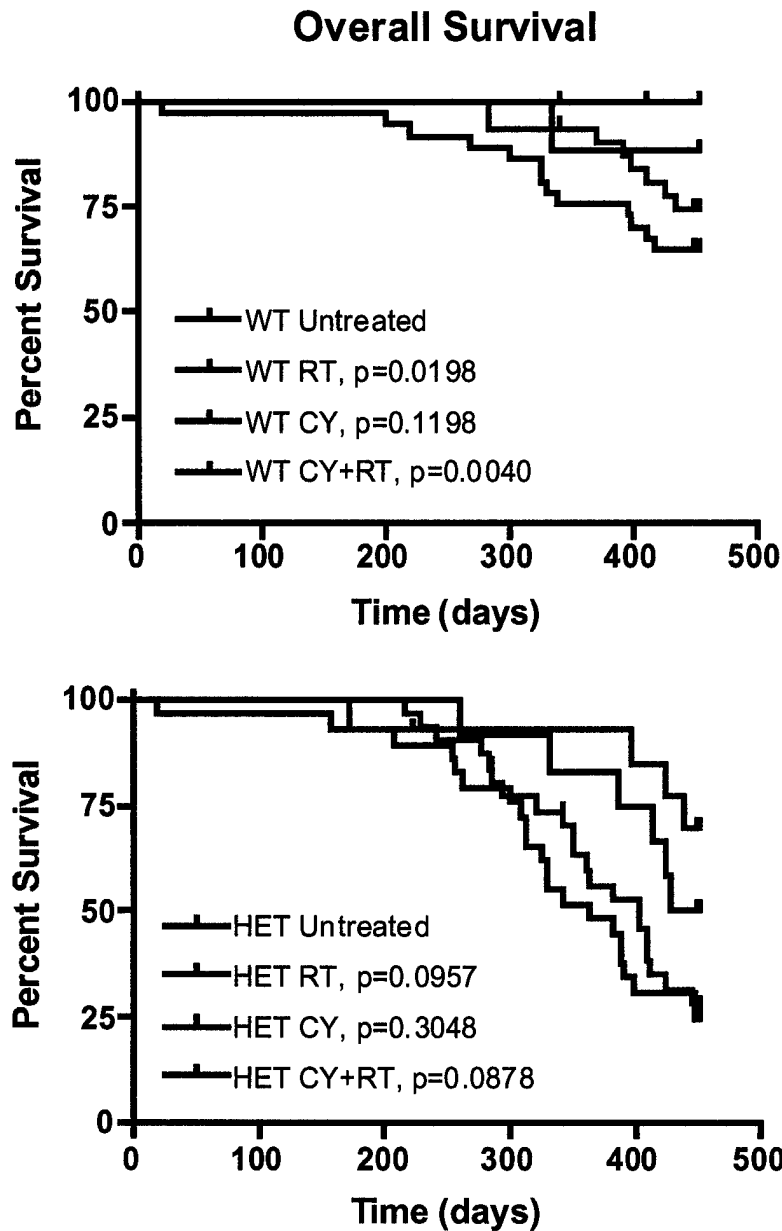 Overall Survival
100
75
50
25
0
Percent Survival
WT Untreated
WT RT, p=0.0198
WT CY, p=0.1198
WT CY+RT, p=0.0040
0 100 200 300 400 500
Time (days)
100
75
50
25
0
Percent Survival
HET Untreated
HET RT, p=0.0957
HET CY, p=0.3048
HET CY+RT, p=0.0878
0 100 200 300 400 500
Time (days)